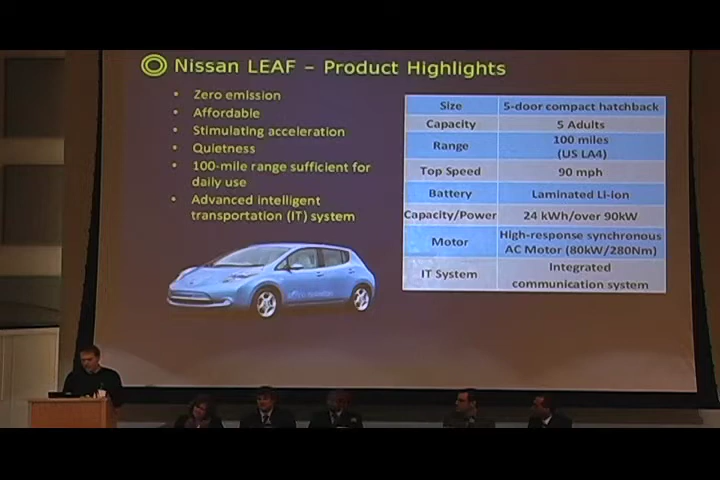 Nissan LEAF – Product Highlights
• Zero emission
• Affordable
• Stimulating acceleration
• Quietness
• 100-mile range sufficient for
daily use
• Advanced intelligent
transportation (IT) system
Size 5-door compact hatchback
Capacity 5 Adults
Range 100 miles
(US LA4)
Top Speed 90 mph
Battery Laminated Li-ion
Capacity/Power 24 kWh/over 90kW
Motor High-response synchronous
AC Motor (80kW/280Nm)
IT System Integrated
communication system